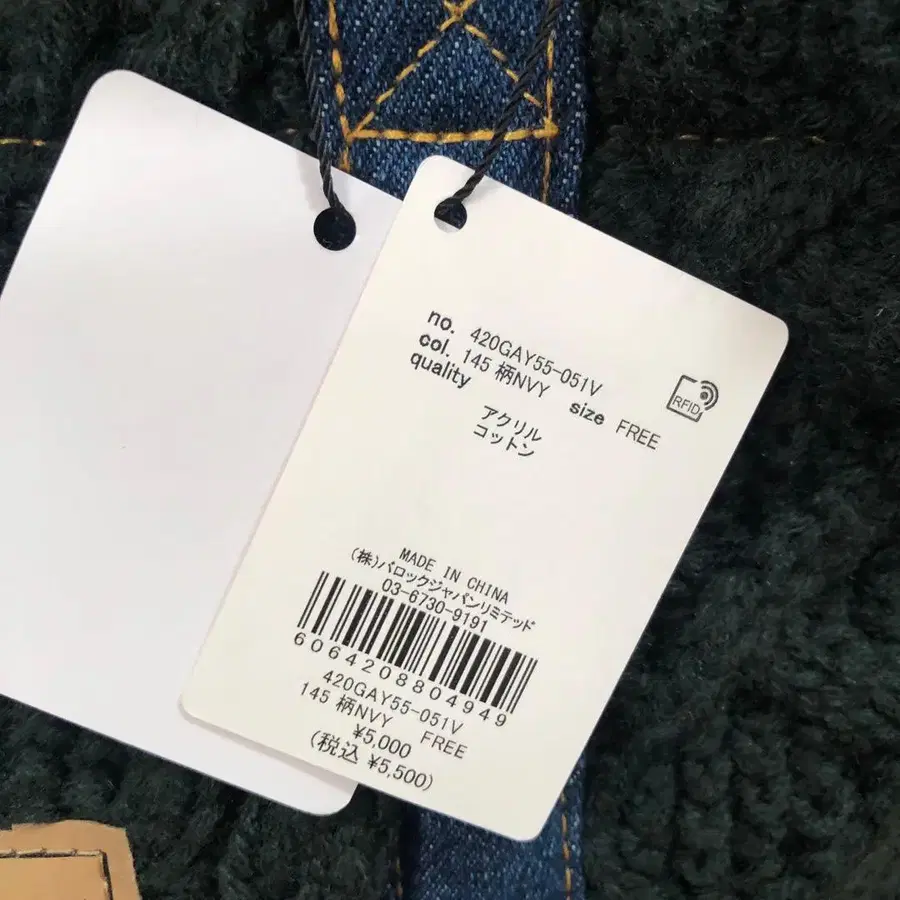 no. 420GAY55-051V
col. 145 柄NVY size FREE
quality
アクリル
コットン
RFID
MADE IN CHINA
(株)バロックジャパンリミテッド
03-6730-9191
6064208804949
420GAY55-051V
145 柄NVY FREE
¥5,000
(税込 ¥5,500)